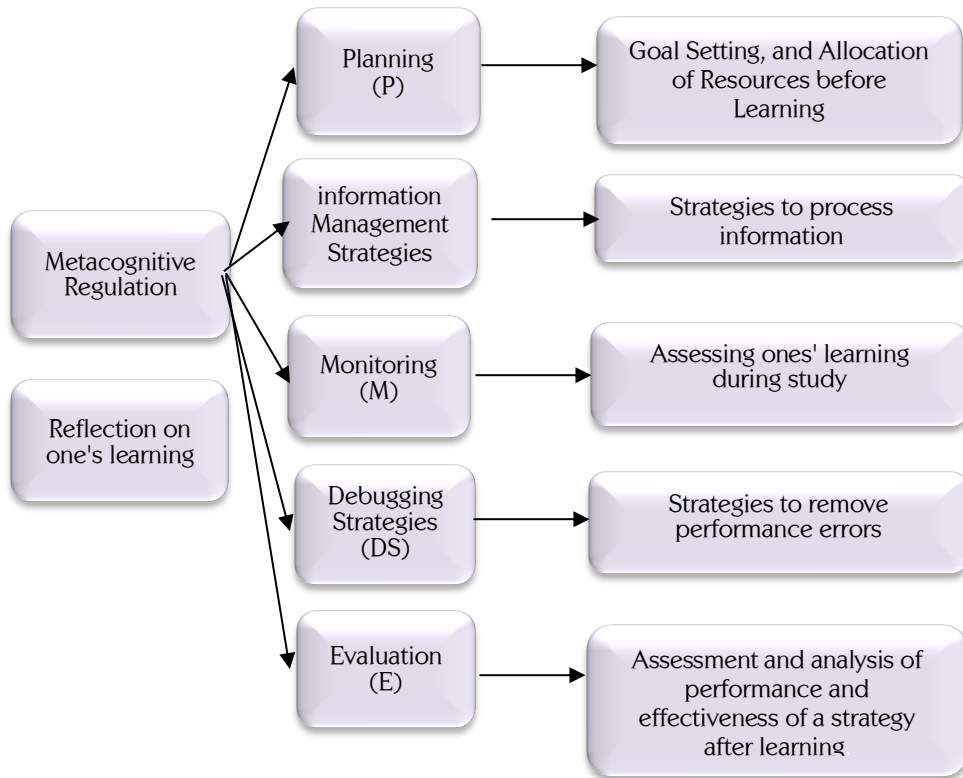 Metacognitive
Regulation
Reflection on
one's learning
Planning
(P)
Goal Setting, and Allocation
of Resources before
Learning
information
Management
Strategies
Strategies to process
information
Monitoring
(M)
Assessing ones' learning
during study
Debugging
Strategies
(DS)
Strategies to remove
performance errors
Evaluation
(E)
Assessment and analysis of
performance and
effectiveness of a strategy
after learning.